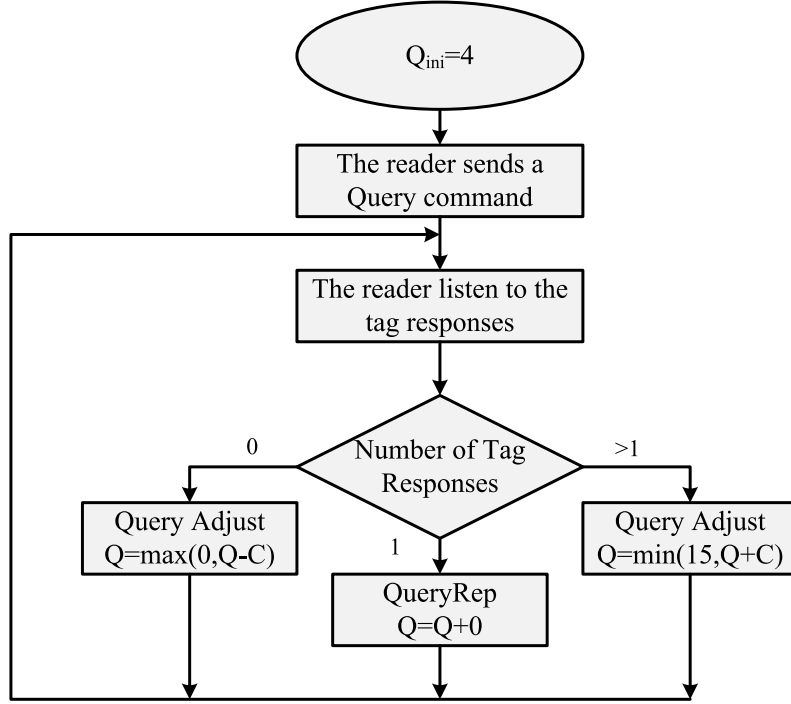 Qini=4
The reader sends a
Query command
The reader listen to the
tag responses
0
Number of Tag
Responses
>1
Query Adjust
Q=max(0,Q-C)
1
Query Adjust
Q=min(15,Q+C)
QueryRep
Q=Q+0